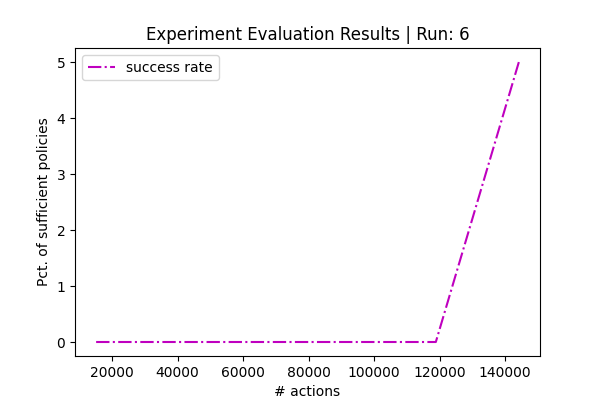 Experiment Evaluation Results | Run: 6
success rate
Pct. of sufficient policies
5
4
3
2
1
0
20000 40000 60000 80000 100000 120000 140000
# actions